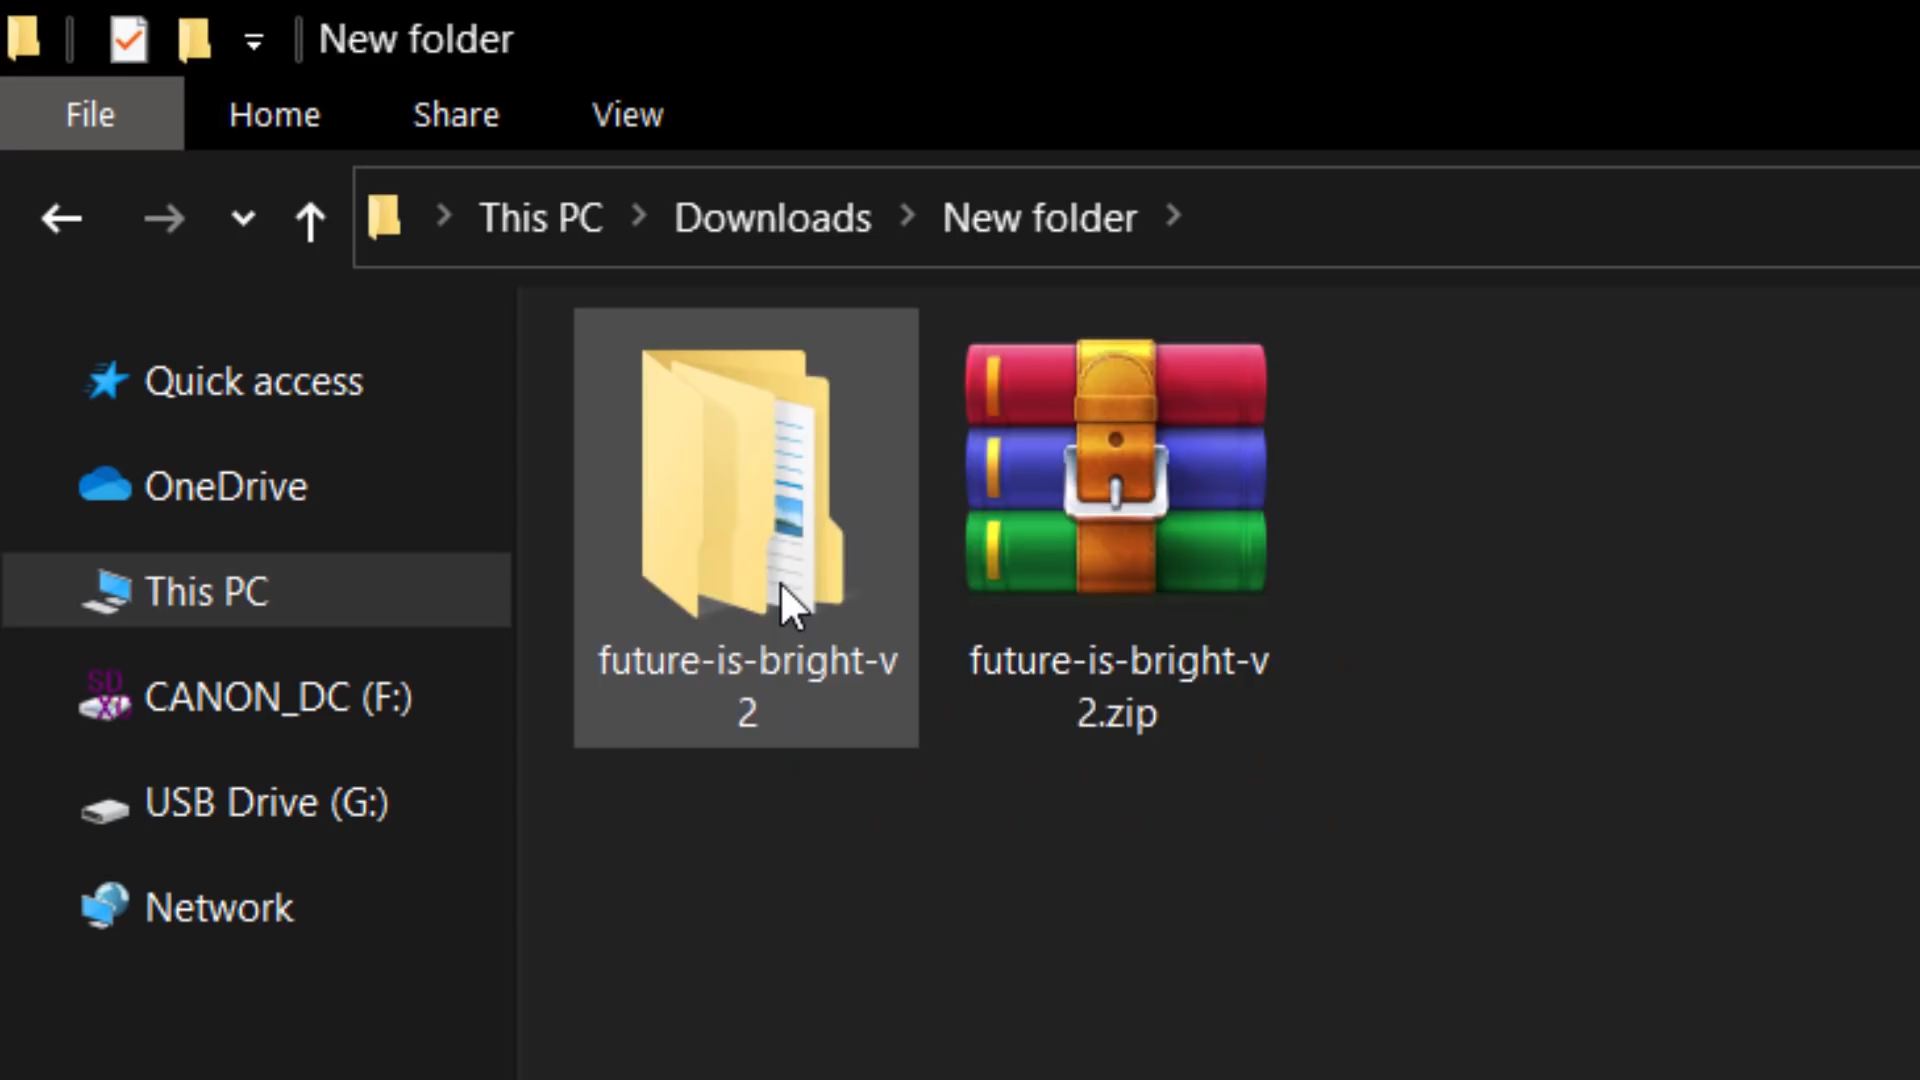 New folder
File Home Share View
This PC > Downloads > New folder >
Quick access
OneDrive
This PC
SD
CANON_DC (F:)
USB Drive (G:)
Network
future-is-bright-v
2
future-is-bright-v
2.zip